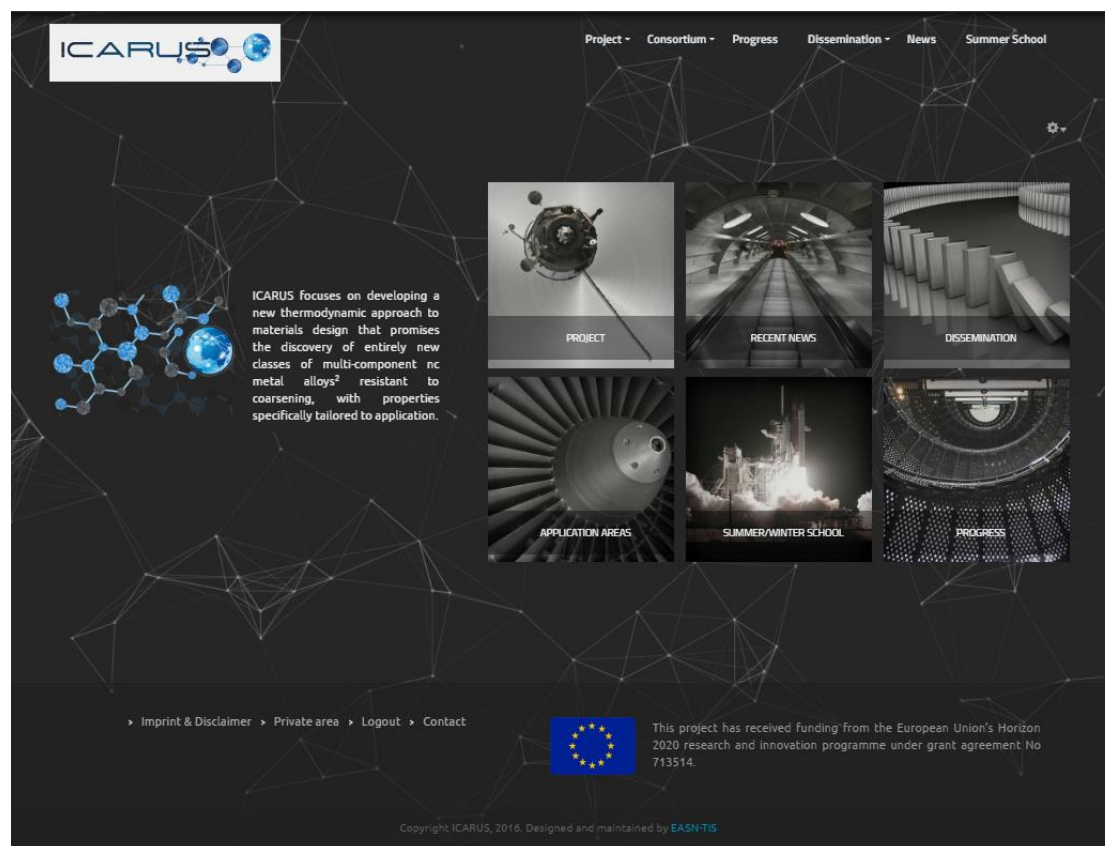 ICARUS
Project Consortium Progress Dissemination News Summer School
ICARUS focuses on developing a
new thermodynamic approach to
materials design that promises
the discovery of entirely new
classes of multi-component nc
metal alloys² resistant to
coarsening, with properties
specifically tailored to application.
PROJECT
RECENT NEWS
DISSEMINATION
APPLICATION AREAS
SUMMER/WINTER SCHOOL
PROGRESS
› Imprint & Disclaimer › Private area › Logout › Contact
This project has received funding from the European Union's Horizon
2020 research and innovation programme under grant agreement No
713514.
Copyright ICARUS, 2016. Designed and maintained by EASN-TIS